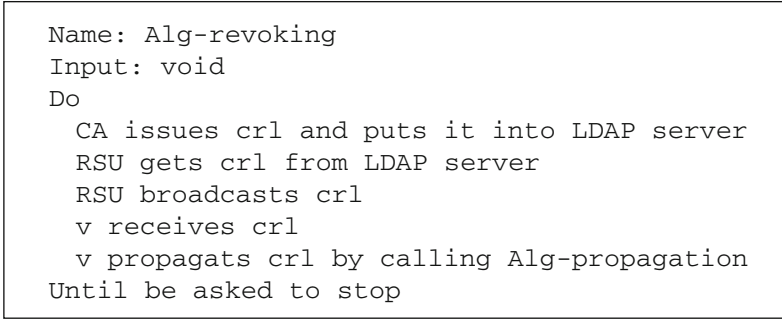 Name: Alg-revoking
Input: void
Do
CA issues crl and puts it into LDAP server
RSU gets crl from LDAP server
RSU broadcasts crl
v receives crl
v propagats crl by calling Alg-propagation
Until be asked to stop